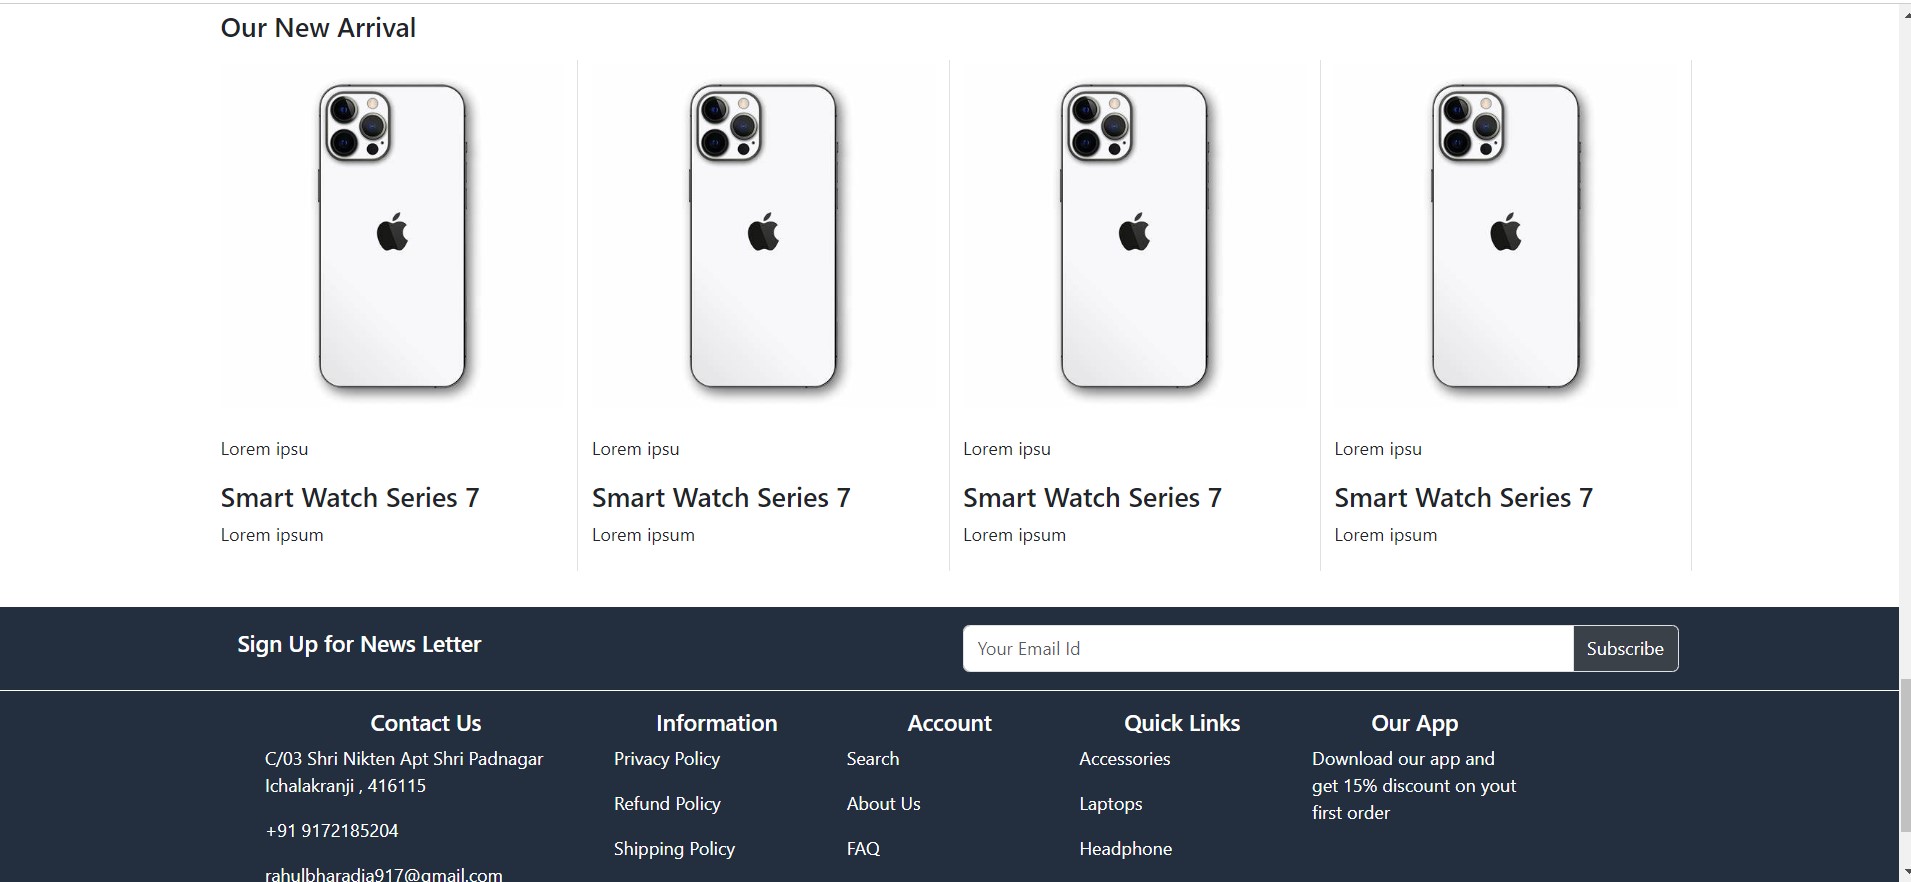 Our New Arrival
Lorem ipsu
Lorem ipsu
Lorem ipsu
Lorem ipsu
Smart Watch Series 7
Smart Watch Series 7
Smart Watch Series 7
Smart Watch Series 7
Lorem ipsum
Lorem ipsum
Lorem ipsum
Lorem ipsum
Sign Up for News Letter
Your Email Id
Subscribe
Contact Us
C/03 Shri Nikten Apt Shri Padnagar
Ichalakranji , 416115
+91 9172185204
rahulbharadia917@gmail.com
Information
Privacy Policy
Refund Policy
Shipping Policy
Account
Search
About Us
FAQ
Quick Links
Accessories
Laptops
Headphone
Our App
Download our app and
get 15% discount on yout
first order